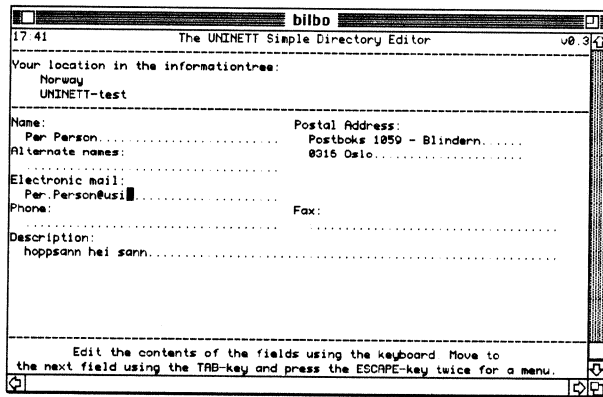 bilbo
17:41 The UNINETT Simple Directory Editor v0.3
Your location in the informationtree:
Norway
UNINETT-test
Name:
Per Person..............................
Alternate names:
..............................
Electronic mail:
Per.Person@usi..............................
Phone:
..............................
Postal Address:
Postboks 1059 - Blindern......
0316 Oslo....................
Fax:
..............................
Description:
hoppsann hei sann............................................................
Edit the contents of the fields using the keyboard. Move to
the next field using the TAB-key and press the ESCAPE-key twice for a menu.